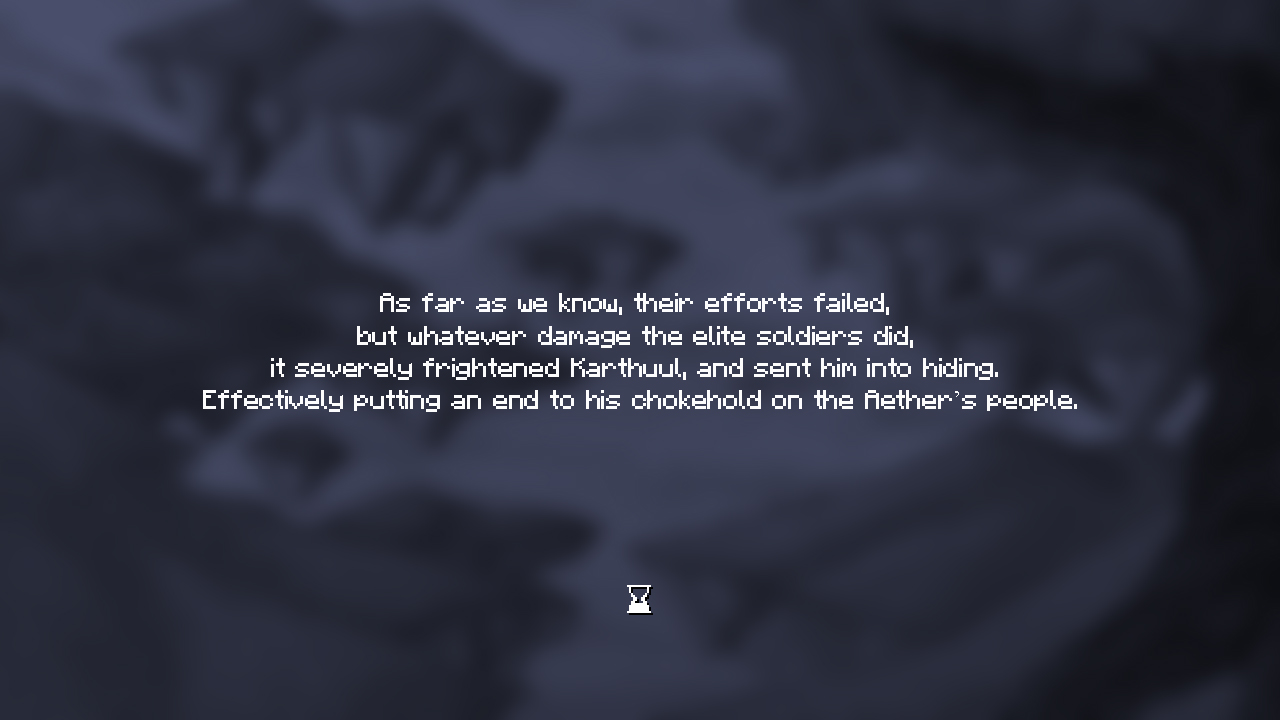 As far as we know, their efforts failed,
but whatever damage the elite soldiers did,
it severely frightened Karthuul, and sent him into hiding.
Effectively putting an end to his chokehold on the Aether's people.